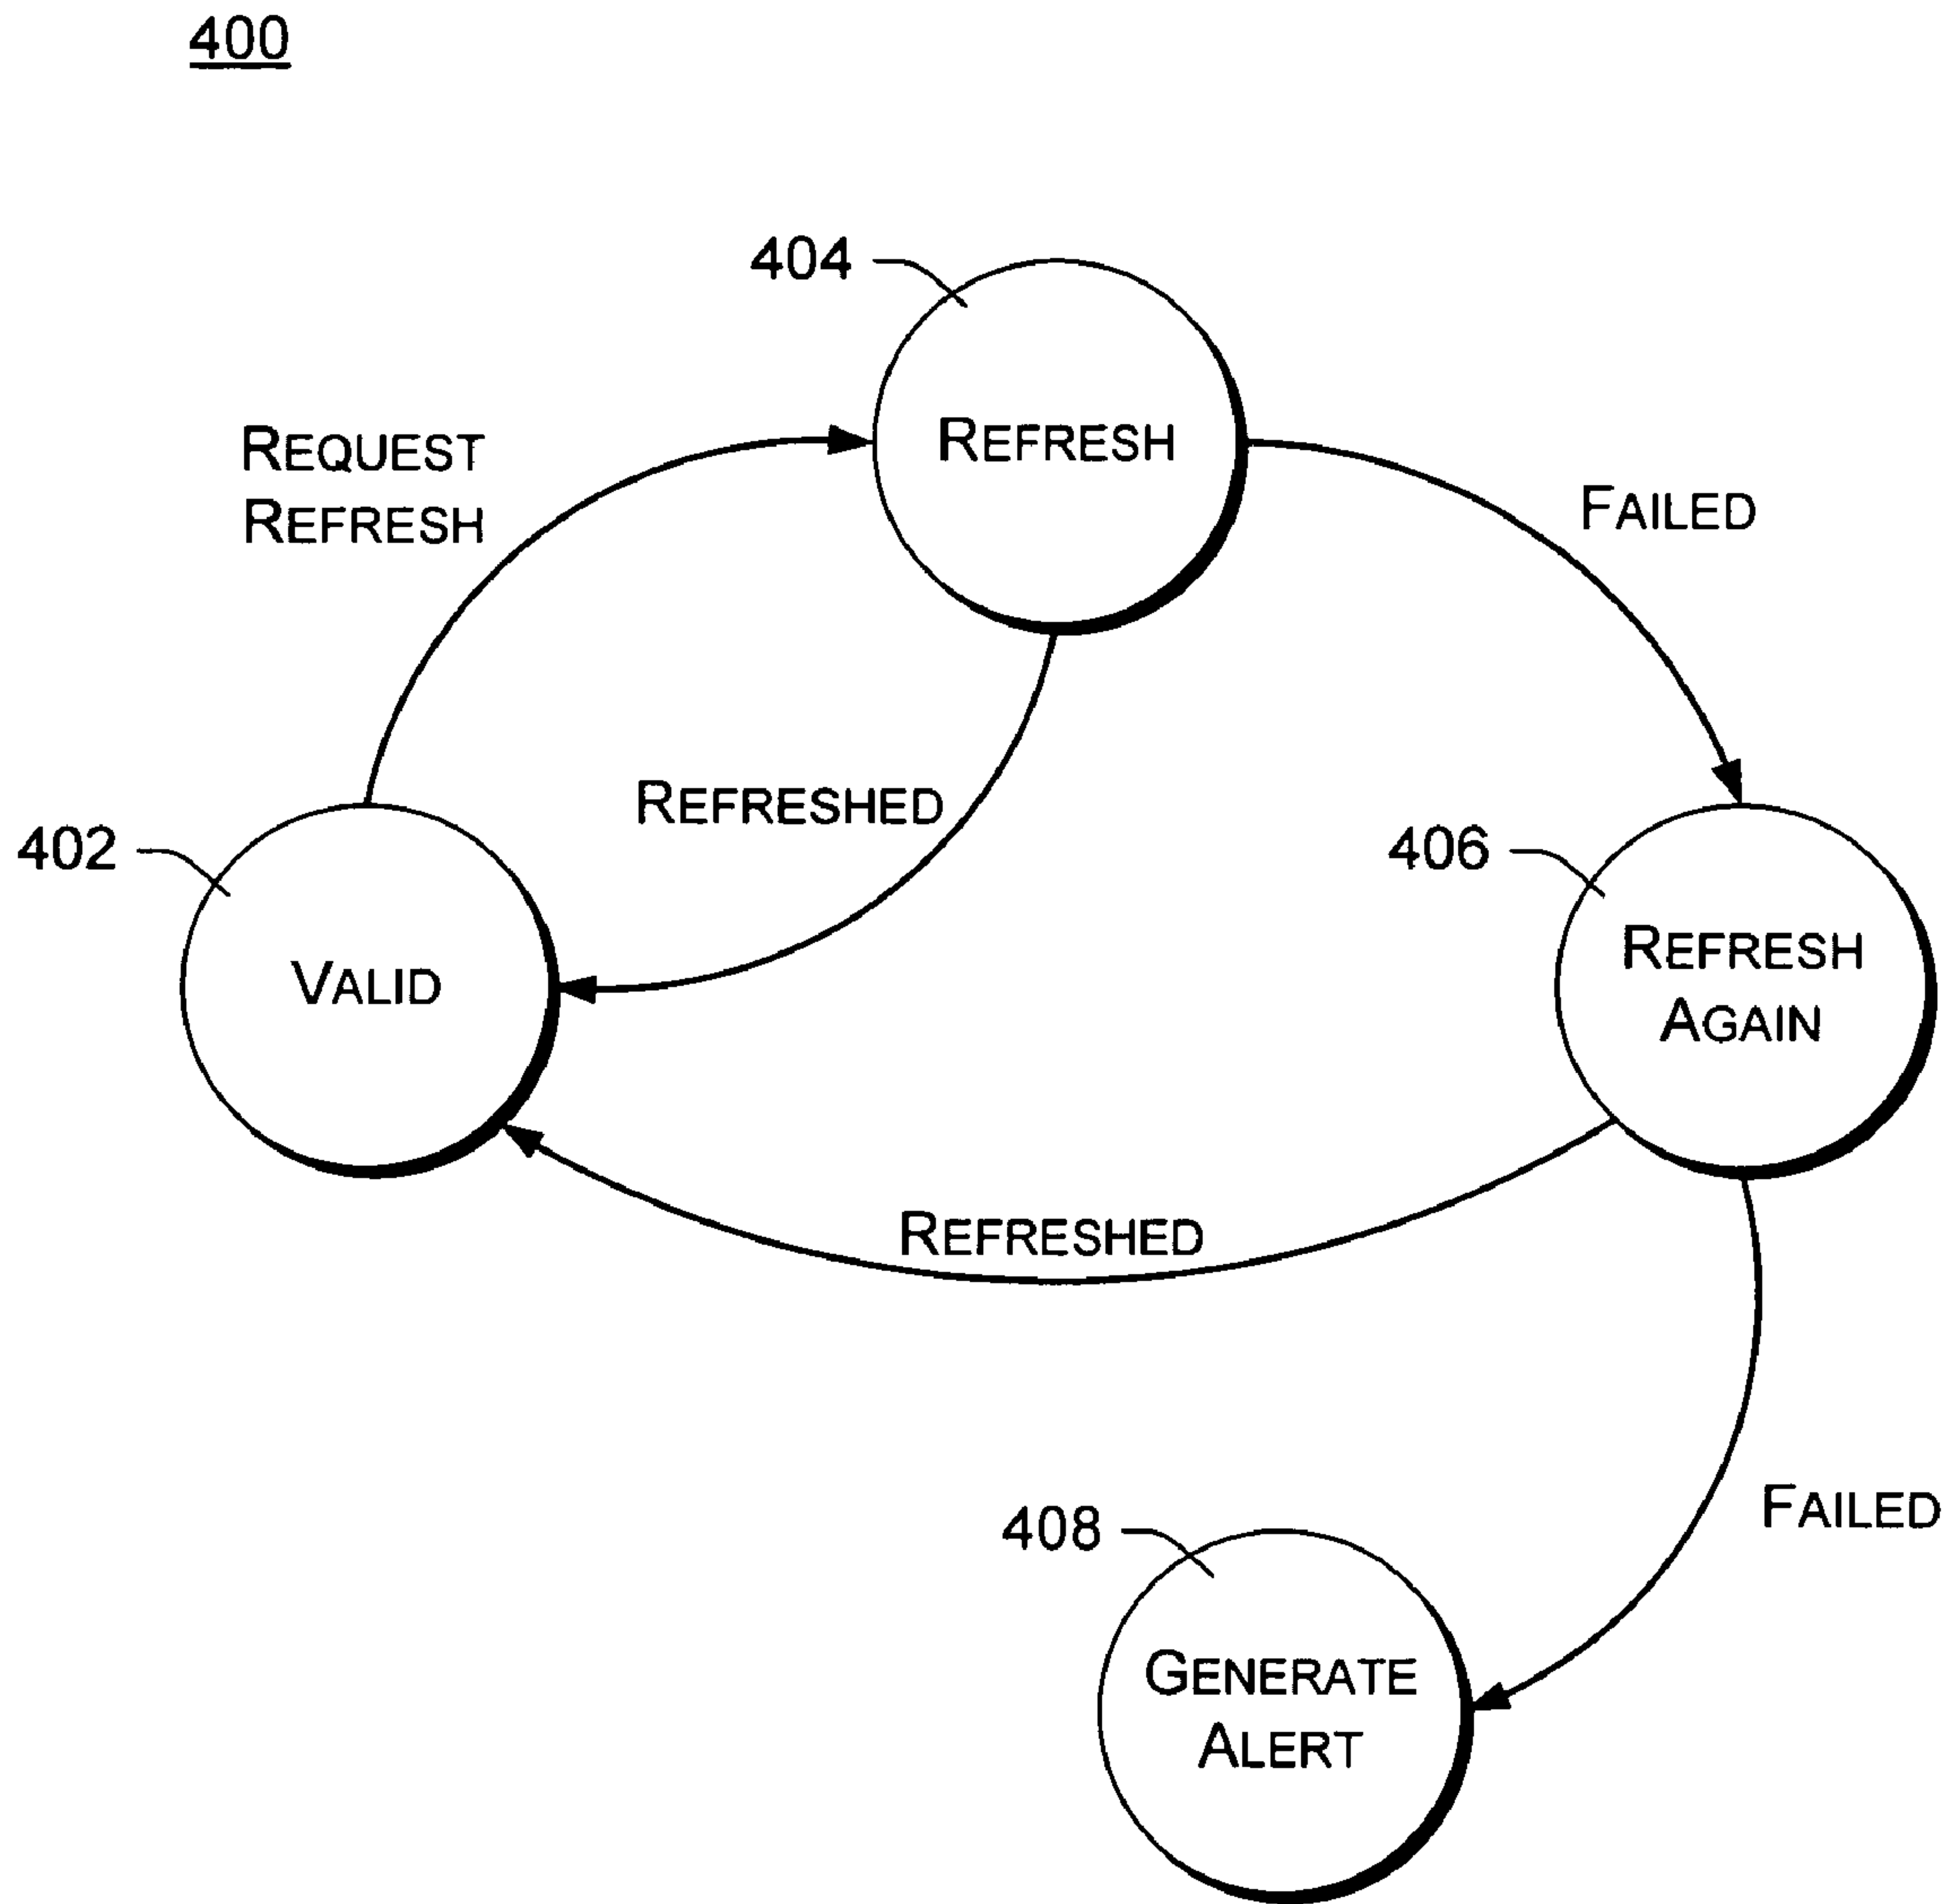 400
404
REFRESH
REQUEST
REFRESH
FAILED
REFRESHED
402
VALID
406
REFRESH
AGAIN
REFRESHED
FAILED
408
GENERATE
ALERT